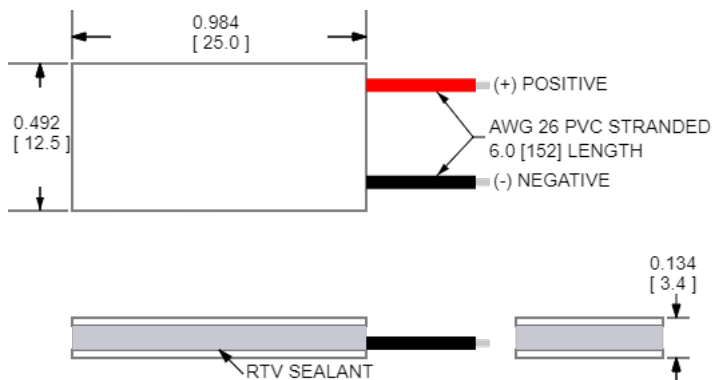 0.984
[ 25.0 ]
(+) POSITIVE
0.492
[ 12.5 ]
AWG 26 PVC STRANDED
6.0 [152] LENGTH
(-) NEGATIVE
0.134
[ 3.4 ]
RTV SEALANT